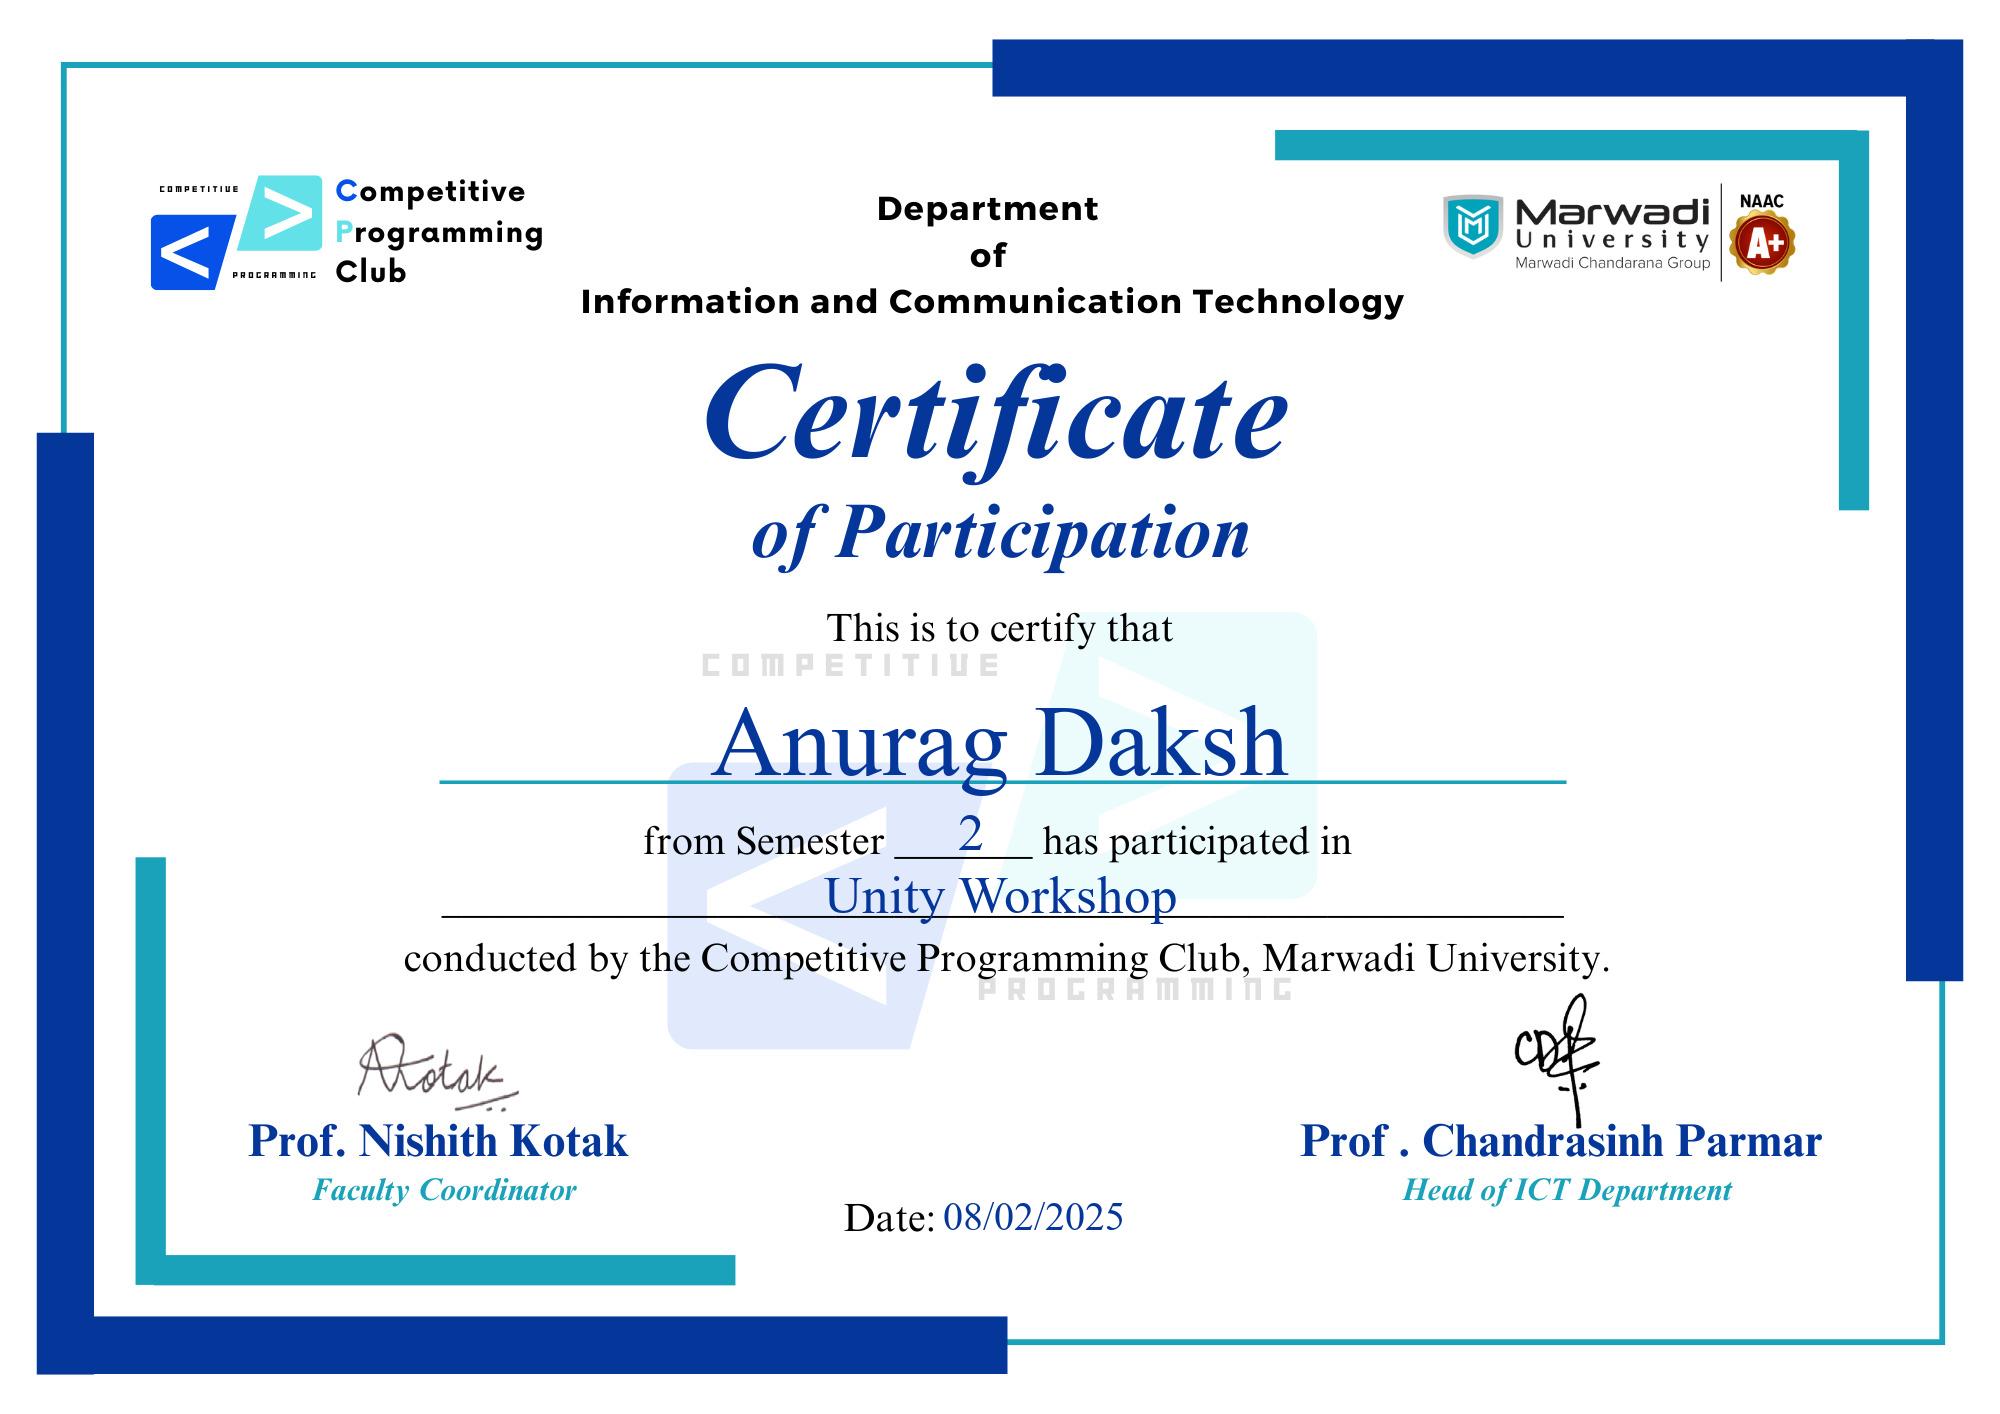 COMPETITIVE
PROGRAMMING
Competitive
Programming
Club
Department
of
Information and Communication Technology
Marwadi
University
Marwadi Chandarana Group
NAAC
A+
Certificate
of Participation
This is to certify that
COMPETITIVE
Anurag Daksh
from Semester 2 has participated in
Unity Workshop
conducted by the Competitive Programming Club, Marwadi University.
PROGRAMMING
Kotak
Prof. Nishith Kotak
Faculty Coordinator
Prof . Chandrasinh Parmar
Head of ICT Department
Date: 08/02/2025